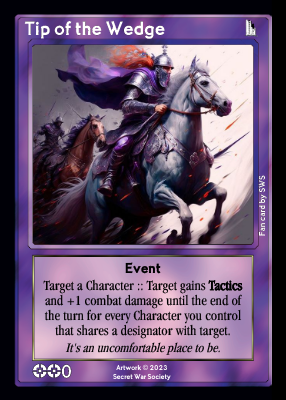 Tip of the Wedge
Fan card by SWS
Event
Target a Character :: Target gains Tactics
and +1 combat damage until the end of
the turn for every Character you control
that shares a designator with target.
It's an uncomfortable place to be.
0
Artwork © 2023
Secret War Society